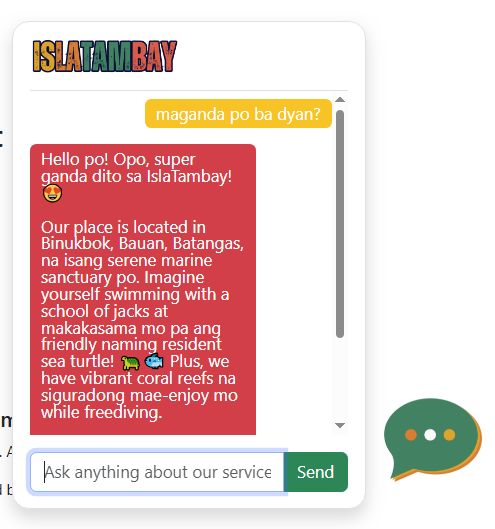 ISLATAMBAY
maganda po ba dyan?
Hello po! Opo, super
ganda dito sa IslaTambay!
😍
Our place is located in
Binukbok, Bauan, Batangas,
na isang serene marine
sanctuary po. Imagine
yourself swimming with a
school of jacks at
makakasama mo pa ang
friendly naming resident
sea turtle! 🐢🐟 Plus, we
have vibrant coral reefs na
siguradong mae-enjoy mo
while freediving.
Ask anything about our service
Send